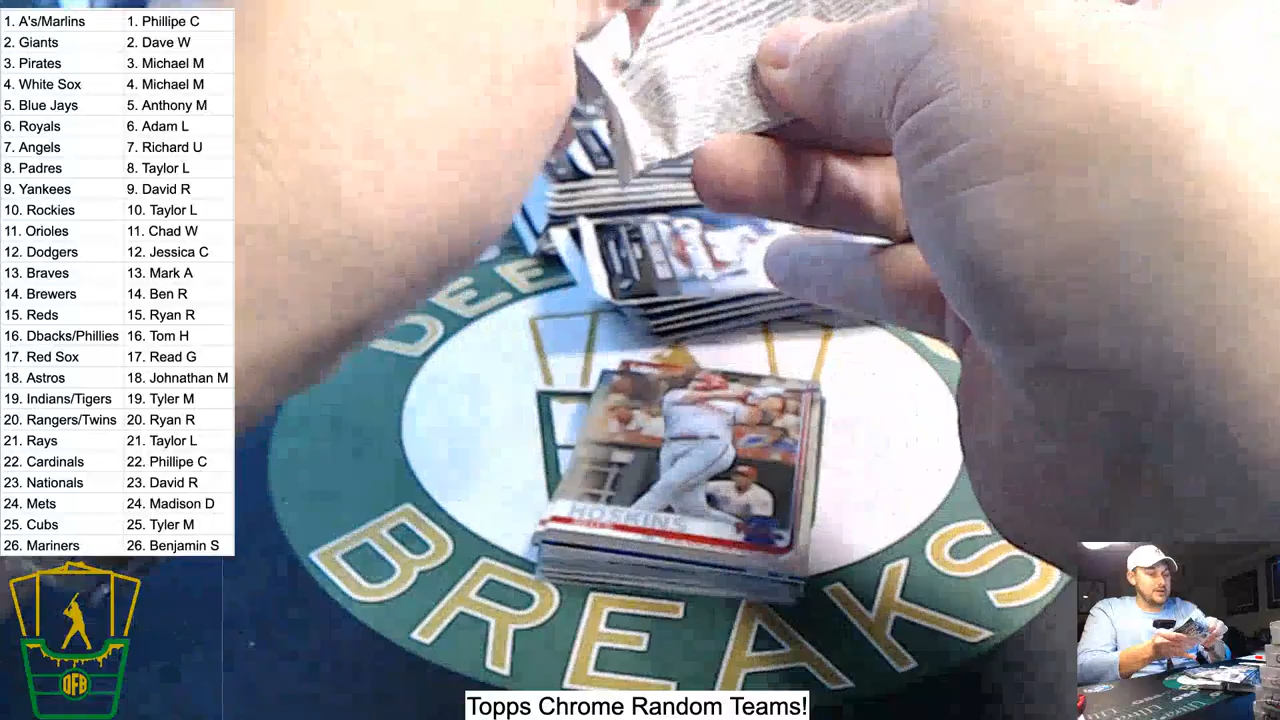 1. A's/Marlins 1. Phillipe C
2. Giants 2. Dave W
3. Pirates 3. Michael M
4. White Sox 4. Michael M
5. Blue Jays 5. Anthony M
6. Royals 6. Adam L
7. Angels 7. Richard U
8. Padres 8. Taylor L
9. Yankees 9. David R
10. Rockies 10. Taylor L
11. Orioles 11. Chad W
12. Dodgers 12. Jessica C
13. Braves 13. Mark A
14. Brewers 14. Ben R
15. Reds 15. Ryan R
16. Dbacks/Phillies 16. Tom H
17. Red Sox 17. Read G
18. Astros 18. Johnathan M
19. Indians/Tigers 19. Tyler M
20. Rangers/Twins 20. Ryan R
21. Rays 21. Taylor L
22. Cardinals 22. Phillipe C
23. Nationals 23. David R
24. Mets 24. Madison D
25. Cubs 25. Tyler M
26. Mariners 26. Benjamin S
DEE
HOSKINS
BREAKS
DFB
Topps Chrome Random Teams!